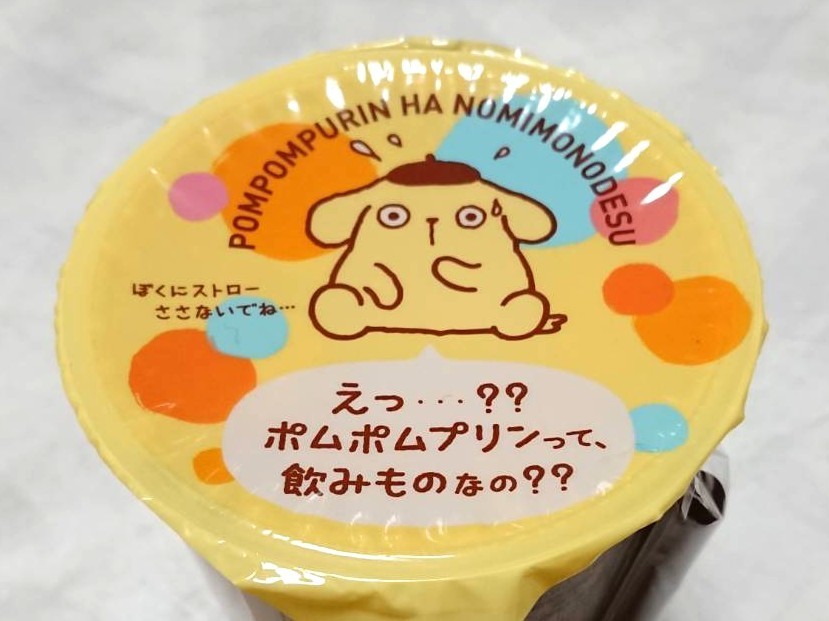 POMPOMPURIN HA NOMIMONODESU
ぼくにストロー
ささないでね…
えっ・・・??
ポムポムプリンって、
飲みものなの??